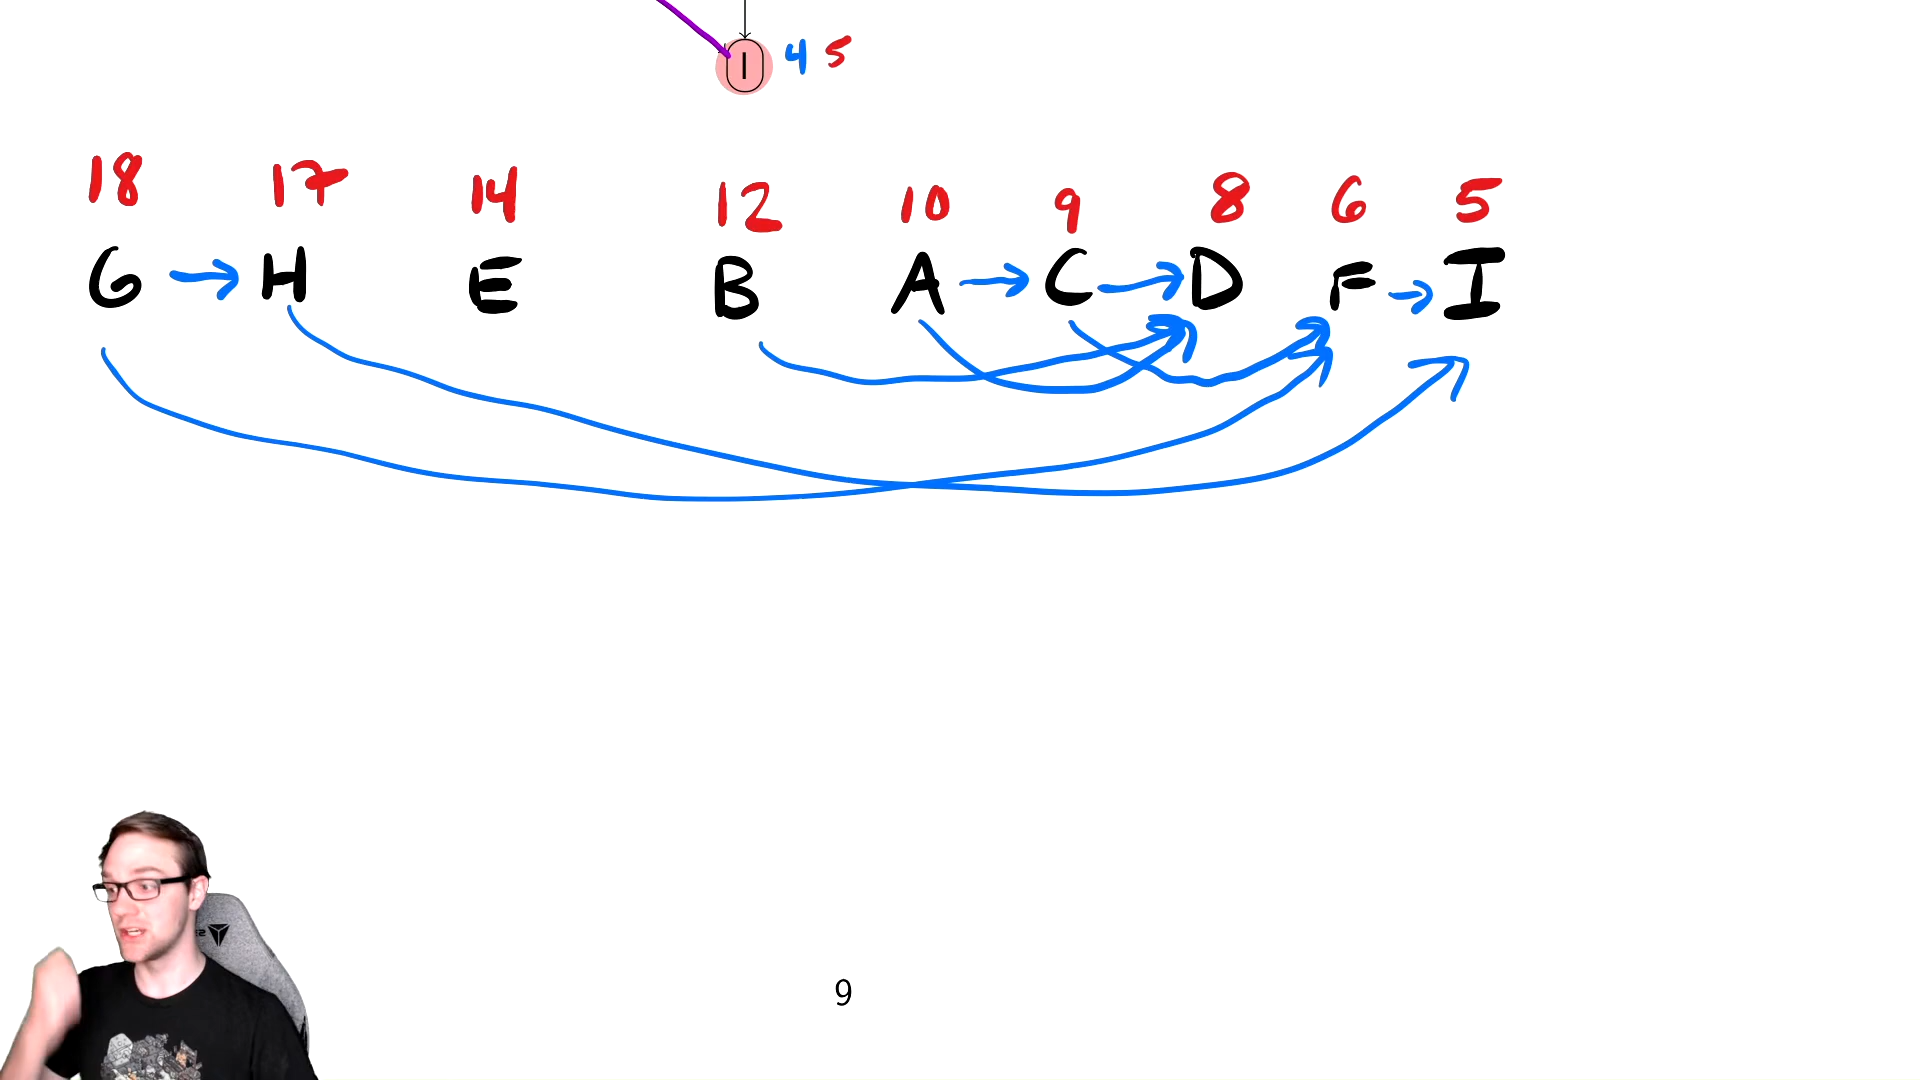 I 4 5
18 17 14 12 10 9 8 6 5
G → H E B A → C → D F → I
9